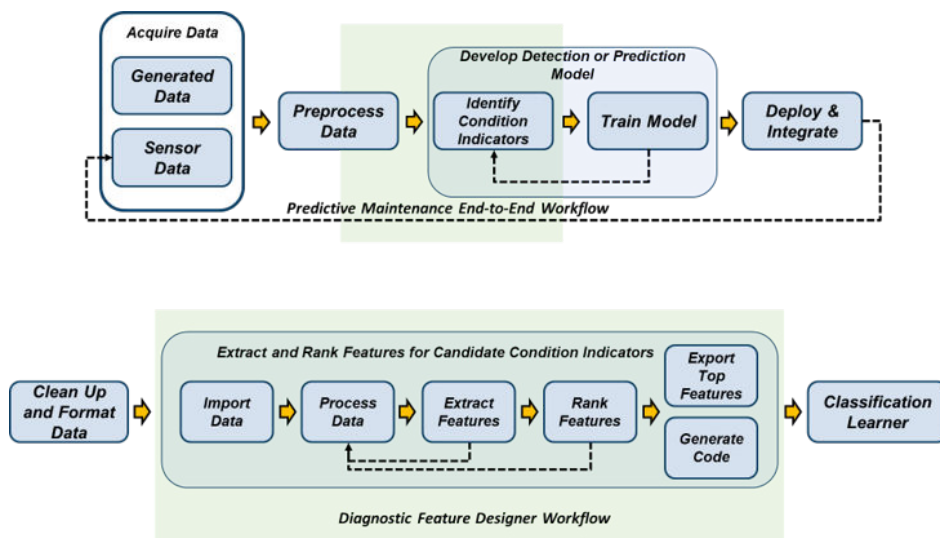 Acquire Data
Generated
Data
Sensor
Data
Preprocess
Data
Develop Detection or Prediction
Model
Identify
Condition
Indicators
Train Model
Deploy &
Integrate
Predictive Maintenance End-to-End Workflow
Clean Up
and Format
Data
Extract and Rank Features for Candidate Condition Indicators
Import
Data
Process
Data
Extract
Features
Rank
Features
Export
Top
Features
Generate
Code
Classification
Learner
Diagnostic Feature Designer Workflow